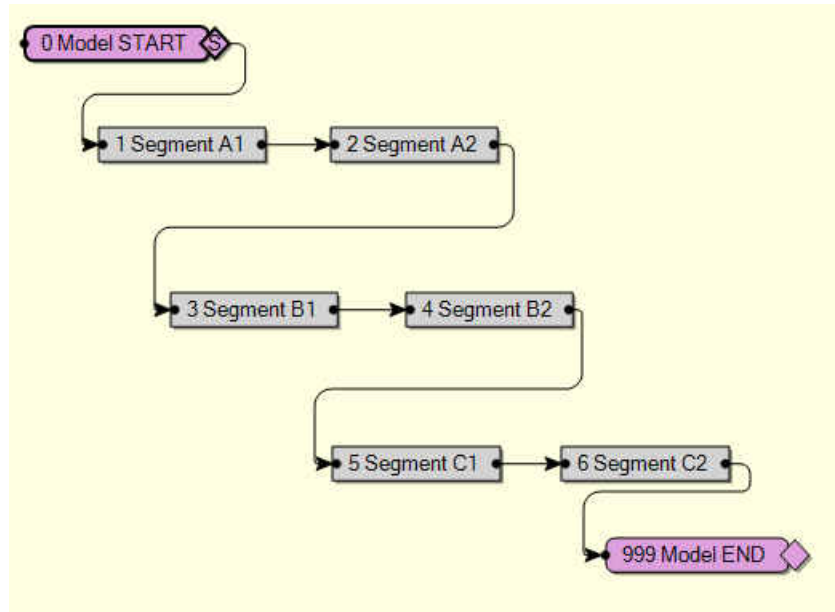 0 Model START S
1 Segment A1
2 Segment A2
3 Segment B1
4 Segment B2
5 Segment C1
6 Segment C2
999 Model END